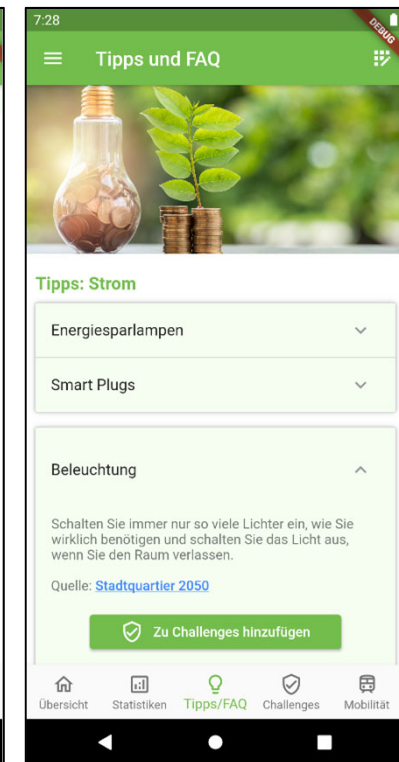 7:28
DEBUG
Tipps und FAQ
Tipps: Strom
Energiesparlampen
Smart Plugs
Beleuchtung
Schalten Sie immer nur so viele Lichter ein, wie Sie
wirklich benötigen und schalten Sie das Licht aus,
wenn Sie den Raum verlassen.
Quelle: Stadtquartier 2050
Zu Challenges hinzufügen
Übersicht Statistiken Tipps/FAQ Challenges Mobilität